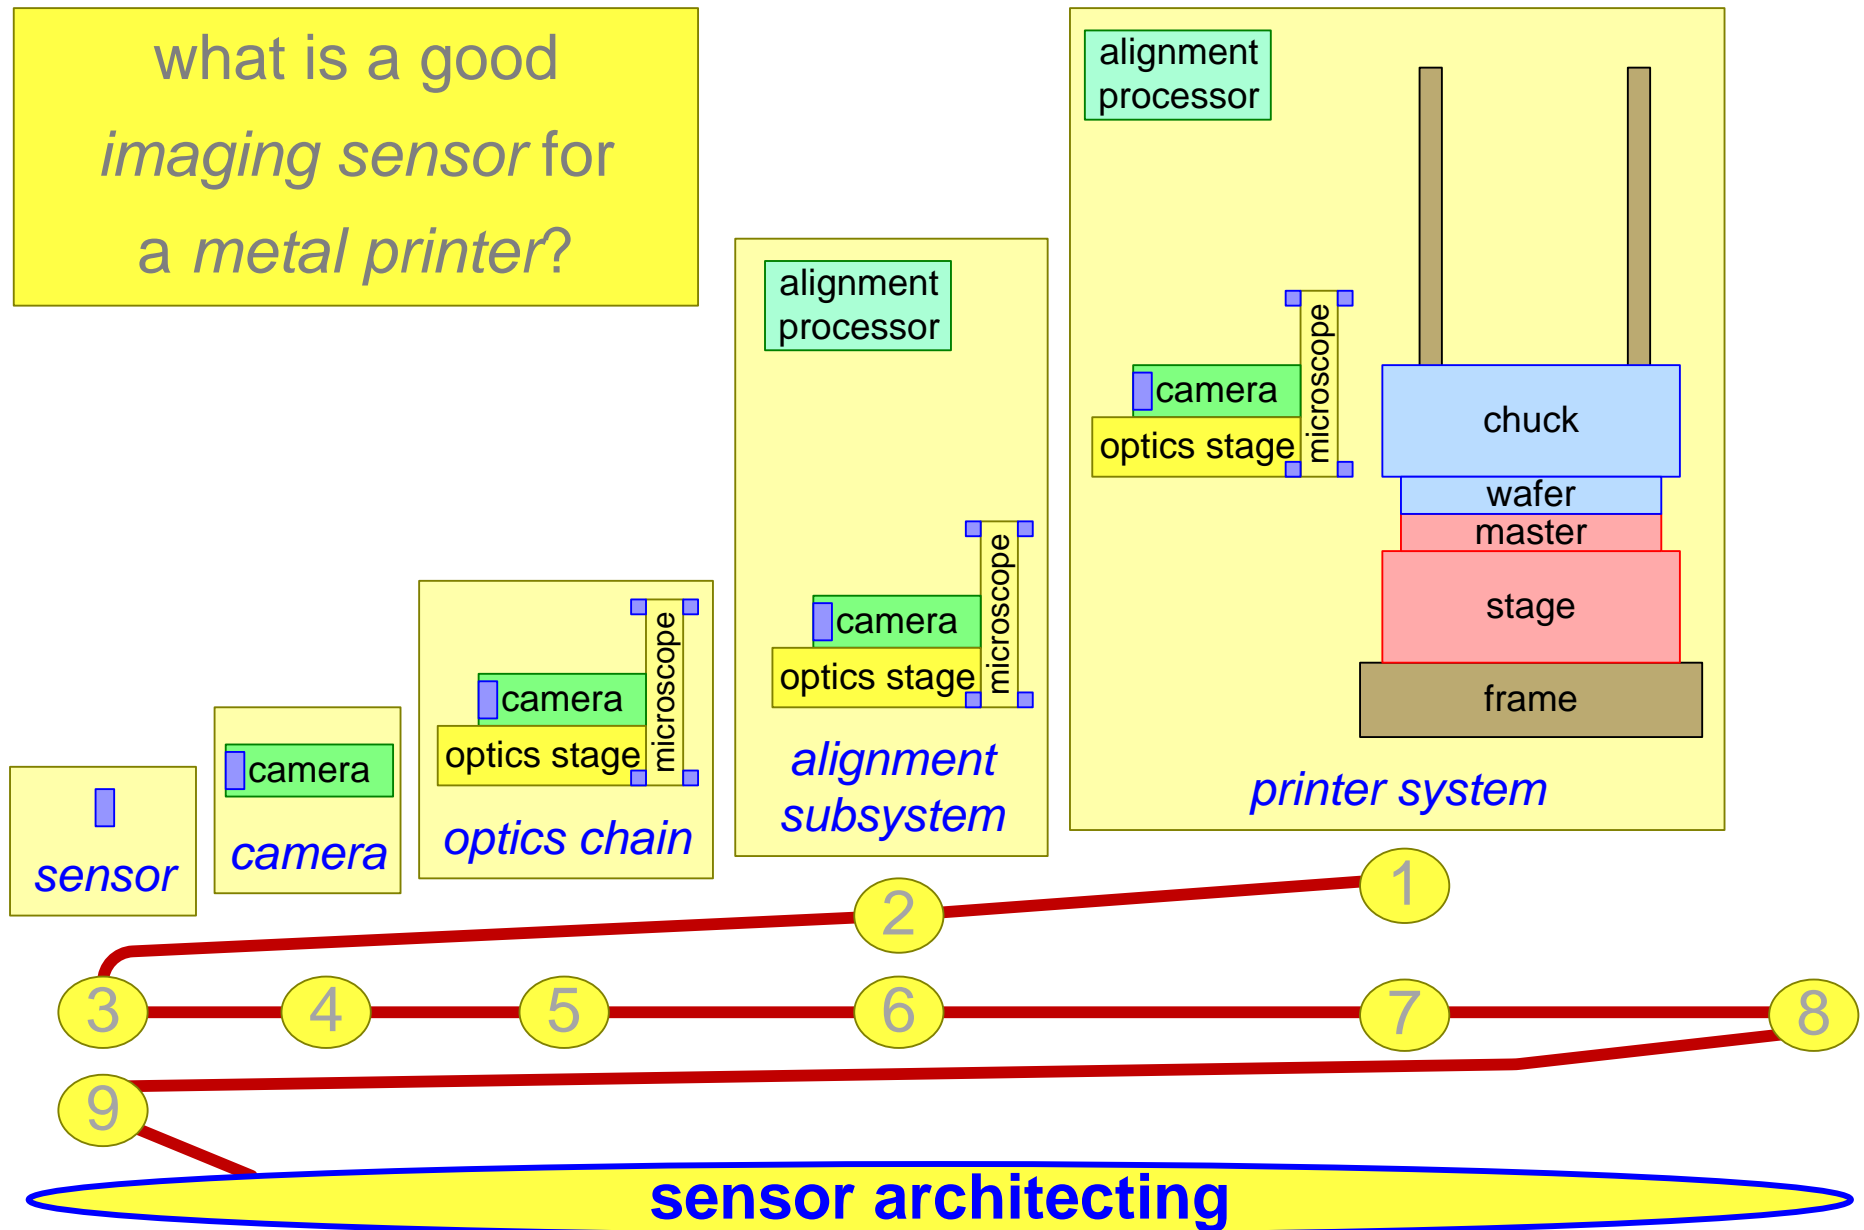 what is a good
imaging sensor for
a metal printer?
sensor
camera
camera
camera
optics stage
microscope
optics chain
alignment
processor
camera
optics stage
microscope
alignment
subsystem
alignment
processor
camera
optics stage
microscope
chuck
wafer
master
stage
frame
printer system
1
2
3
4
5
6
7
8
9
sensor architecting